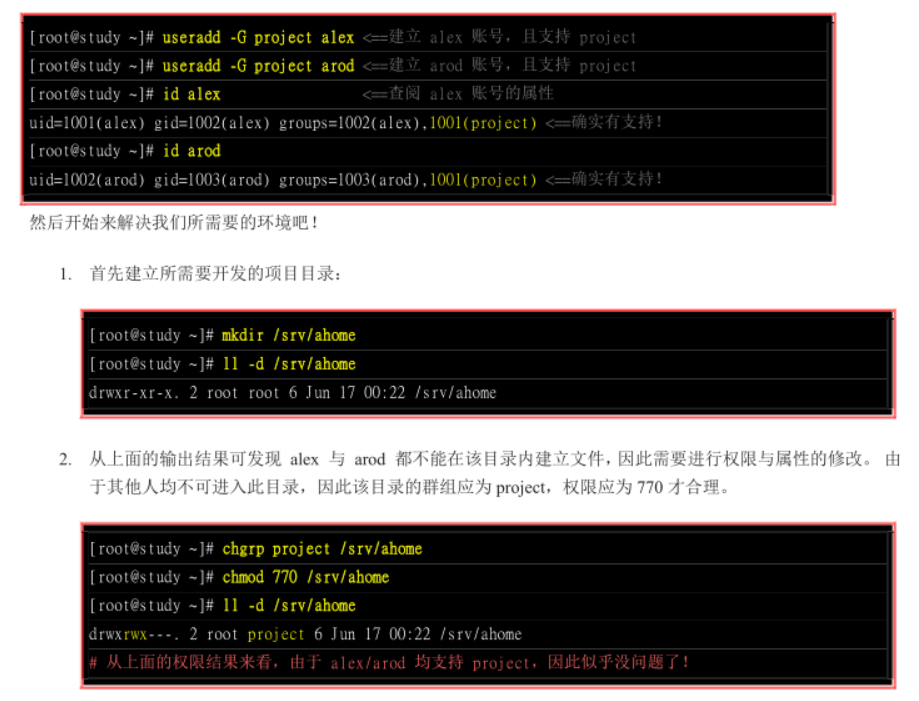 [root@study ~]# useradd -G project alex <==建立 alex 账号，且支持 project
[root@study ~]# useradd -G project arod <==建立 arod 账号，且支持 project
[root@study ~]# id alex <==查阅 alex 账号的属性
uid=1001(alex) gid=1002(alex) groups=1002(alex),1001(project) <==确实有支持！
[root@study ~]# id arod
uid=1002(arod) gid=1003(arod) groups=1003(arod),1001(project) <==确实有支持！
然后开始来解决我们所需要的环境吧！
1. 首先建立所需要开发的项目目录：
[root@study ~]# mkdir /srv/ahome
[root@study ~]# ll -d /srv/ahome
drwxr-xr-x. 2 root root 6 Jun 17 00:22 /srv/ahome
2. 从上面的输出结果可发现 alex 与 arod 都不能在该目录内建立文件，因此需要进行权限与属性的修改。 由
于其他人均不可进入此目录，因此该目录的群组应为 project，权限应为 770 才合理。
[root@study ~]# chgrp project /srv/ahome
[root@study ~]# chmod 770 /srv/ahome
[root@study ~]# ll -d /srv/ahome
drwxrwx---. 2 root project 6 Jun 17 00:22 /srv/ahome
# 从上面的权限结果来看，由于 alex/arod 均支持 project，因此似乎没问题了！